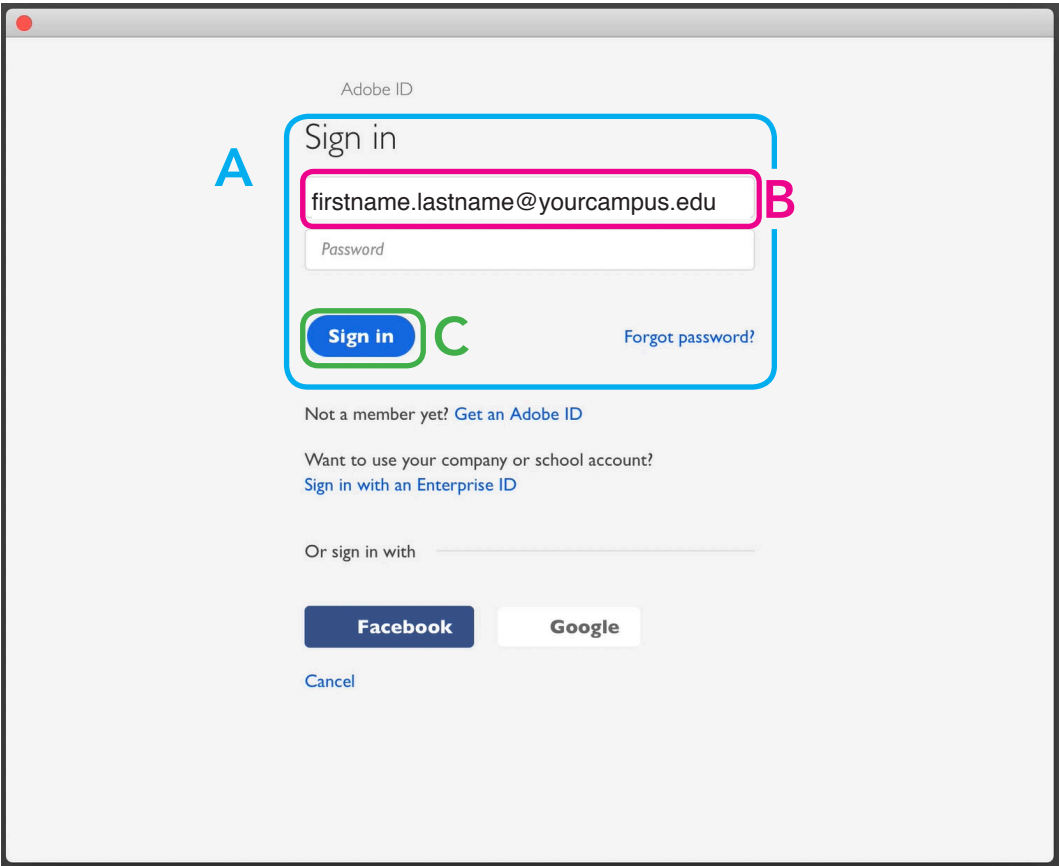 Adobe ID
Sign in
A
firstname.lastname@yourcampus.edu
B
Password
Sign in
C
Forgot password?
Not a member yet? Get an Adobe ID
Want to use your company or school account?
Sign in with an Enterprise ID
Or sign in with
Facebook
Google
Cancel